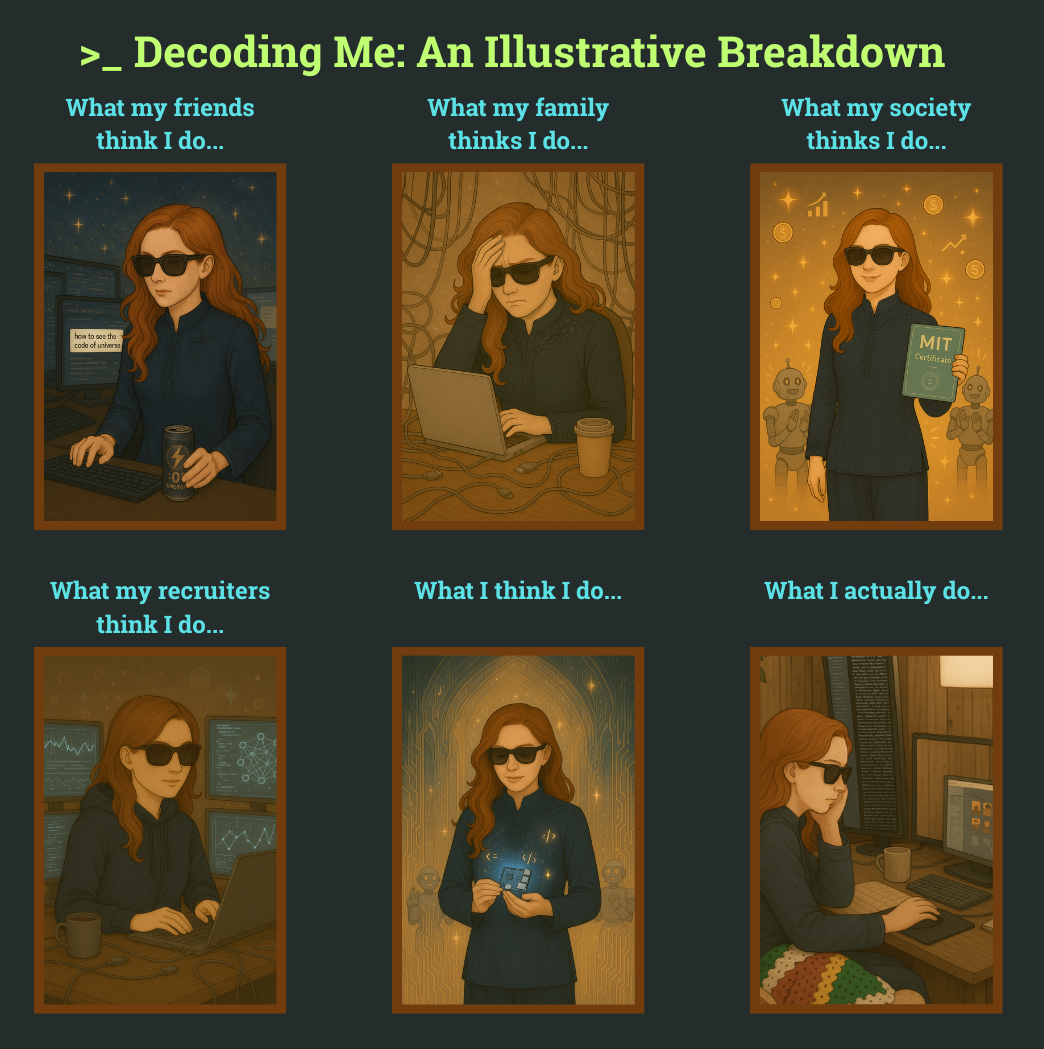 >_ Decoding Me: An Illustrative Breakdown
What my friends
think I do...
What my family
thinks I do...
What my society
thinks I do...
how to see the
code of universe
MIT
Certificate
What my recruiters
think I do...
What I think I do...
What I actually do...